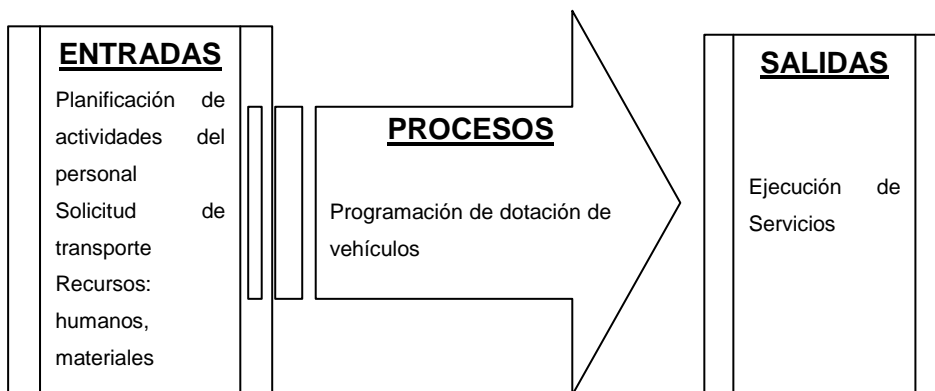 ENTRADAS
Planificación de
actividades del
personal
Solicitud de
transporte
Recursos:
humanos,
materiales
PROCESOS
Programación de dotación de
vehículos
SALIDAS
Ejecución de
Servicios